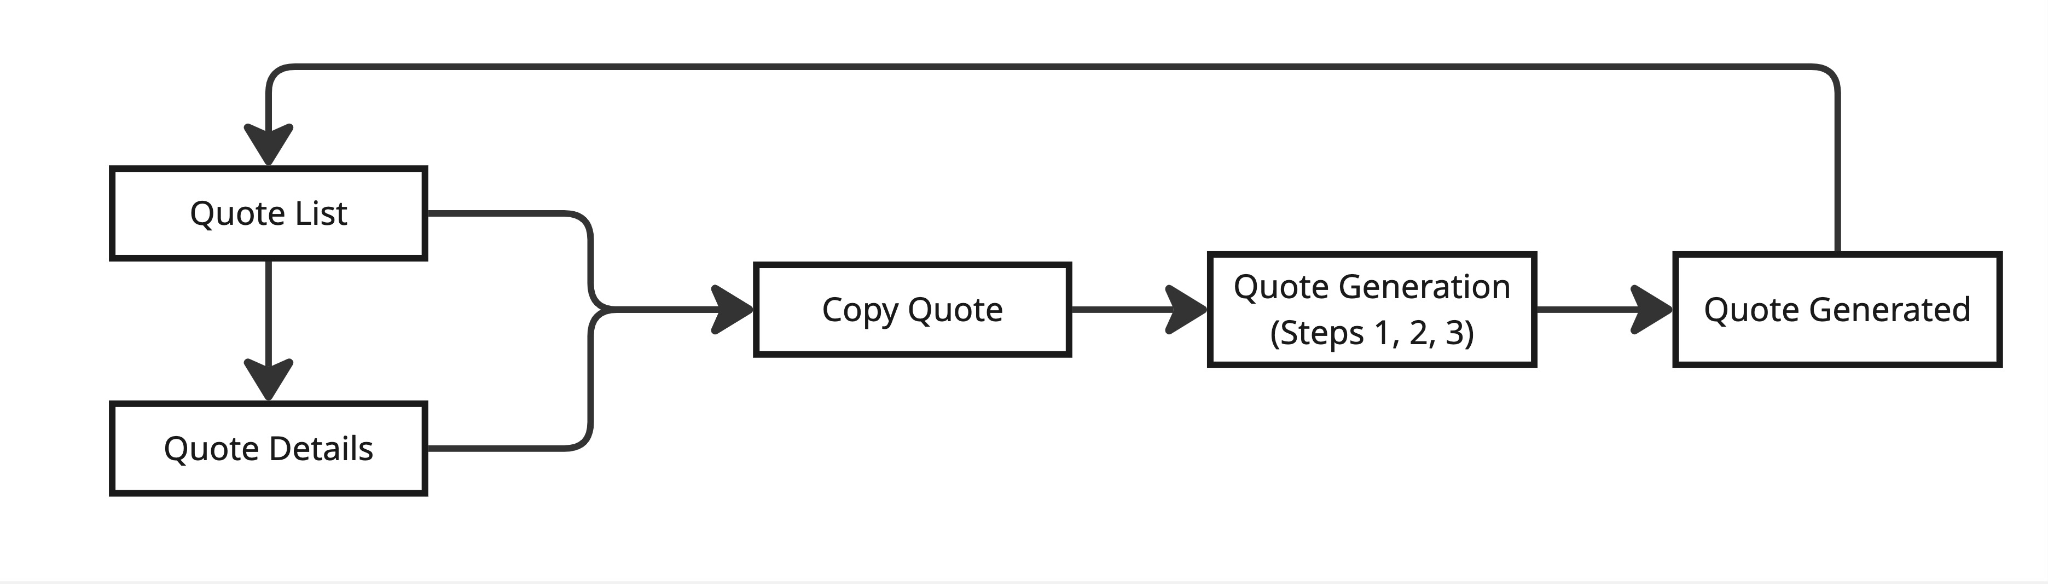 Quote List
Quote Details
Copy Quote
Quote Generation
(Steps 1, 2, 3)
Quote Generated